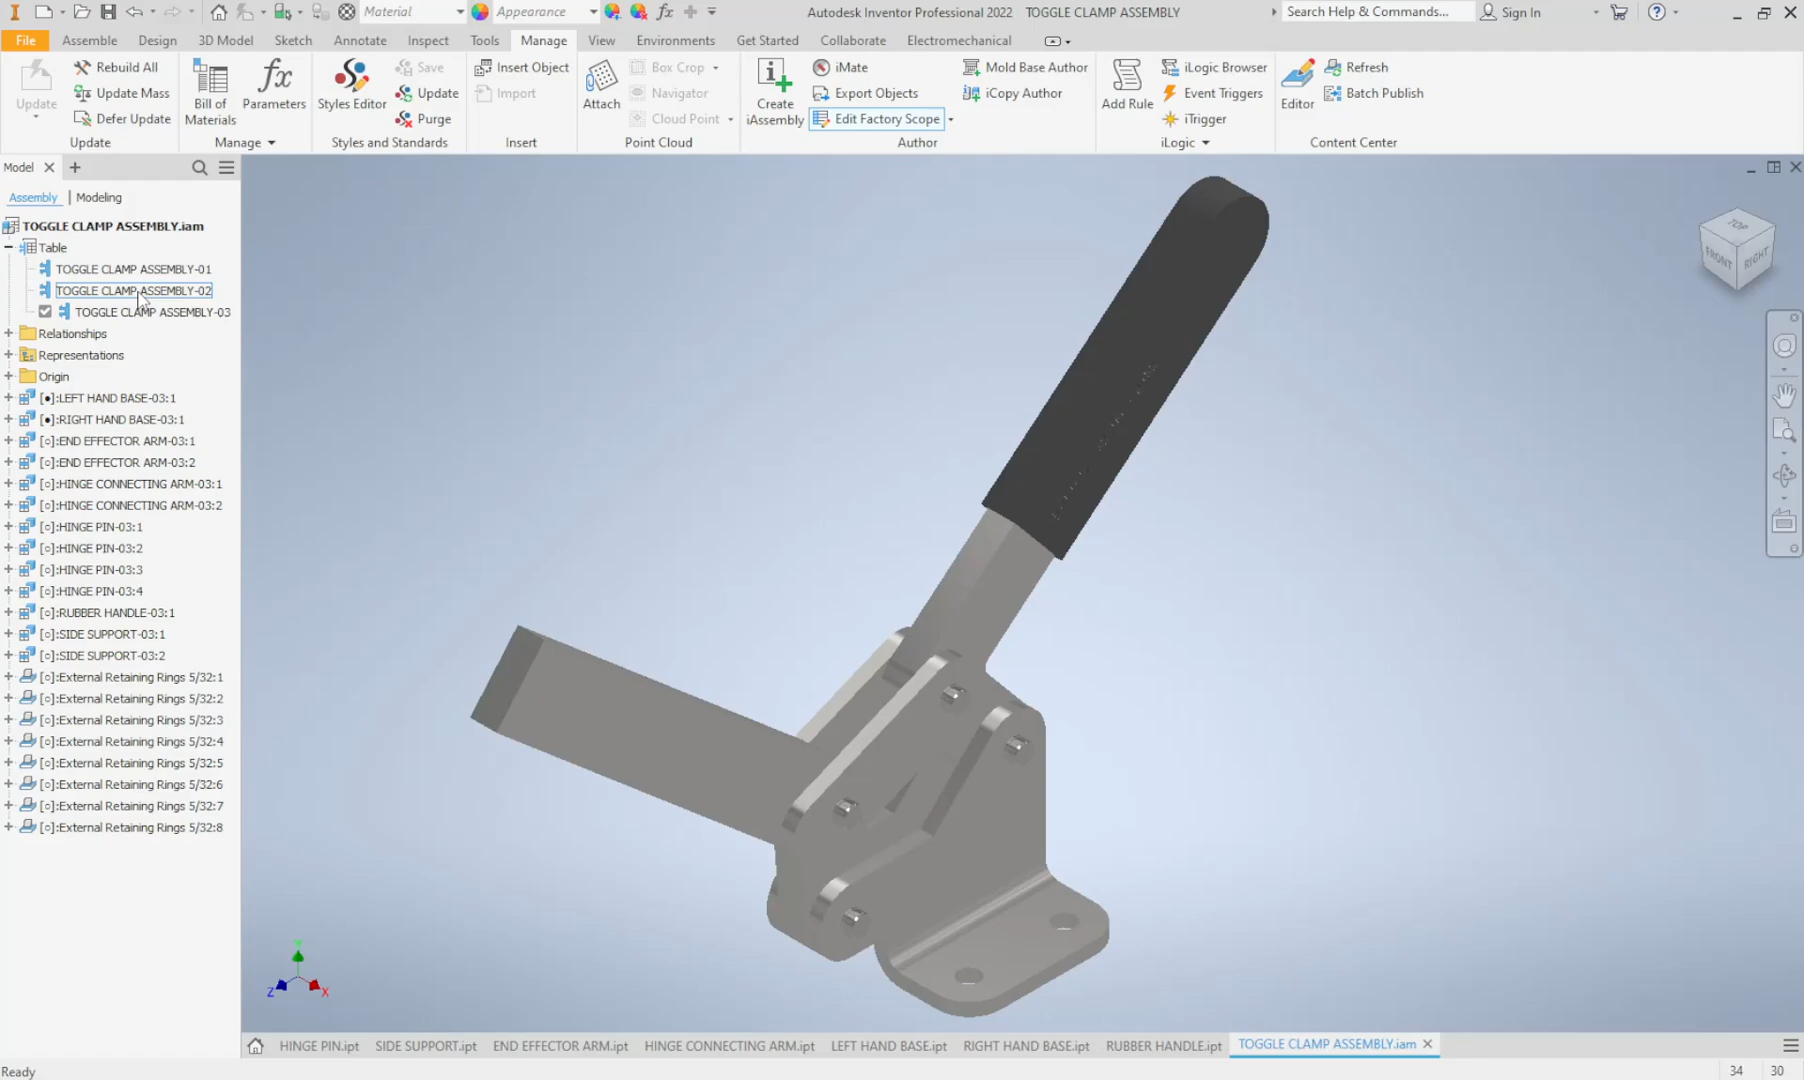 Material
Appearance
Autodesk Inventor Professional 2022 TOGGLE CLAMP ASSEMBLY
Search Help & Commands...
Sign In
File
Assemble
Design
3D Model
Sketch
Annotate
Inspect
Tools
Manage
View
Environments
Get Started
Collaborate
Electromechanical
Update
Rebuild All
Update Mass
Defer Update
Update
Bill of Materials
fx
Parameters
Manage
Styles Editor
Save
Update
Purge
Styles and Standards
Insert Object
Import
Insert
Attach
Box Crop
Navigator
Cloud Point
Point Cloud
Create iAssembly
iMate
Export Objects
Edit Factory Scope
Mold Base Author
iCopy Author
Author
Add Rule
iLogic Browser
Event Triggers
iTrigger
iLogic
Editor
Refresh
Batch Publish
Content Center
Model
Assembly
Modeling
TOGGLE CLAMP ASSEMBLY.iam
Table
TOGGLE CLAMP ASSEMBLY-01
TOGGLE CLAMP ASSEMBLY-02
TOGGLE CLAMP ASSEMBLY-03
Relationships
Representations
Origin
[●]:LEFT HAND BASE-03:1
[●]:RIGHT HAND BASE-03:1
[○]:END EFFECTOR ARM-03:1
[○]:END EFFECTOR ARM-03:2
[○]:HINGE CONNECTING ARM-03:1
[○]:HINGE CONNECTING ARM-03:2
[○]:HINGE PIN-03:1
[○]:HINGE PIN-03:2
[○]:HINGE PIN-03:3
[○]:HINGE PIN-03:4
[○]:RUBBER HANDLE-03:1
[○]:SIDE SUPPORT-03:1
[○]:SIDE SUPPORT-03:2
[○]:External Retaining Rings 5/32:1
[○]:External Retaining Rings 5/32:2
[○]:External Retaining Rings 5/32:3
[○]:External Retaining Rings 5/32:4
[○]:External Retaining Rings 5/32:5
[○]:External Retaining Rings 5/32:6
[○]:External Retaining Rings 5/32:7
[○]:External Retaining Rings 5/32:8
TOP
FRONT
RIGHT
Y
Z
X
HINGE PIN.ipt
SIDE SUPPORT.ipt
END EFFECTOR ARM.ipt
HINGE CONNECTING ARM.ipt
LEFT HAND BASE.ipt
RIGHT HAND BASE.ipt
RUBBER HANDLE.ipt
TOGGLE CLAMP ASSEMBLY.iam
Ready
34
30